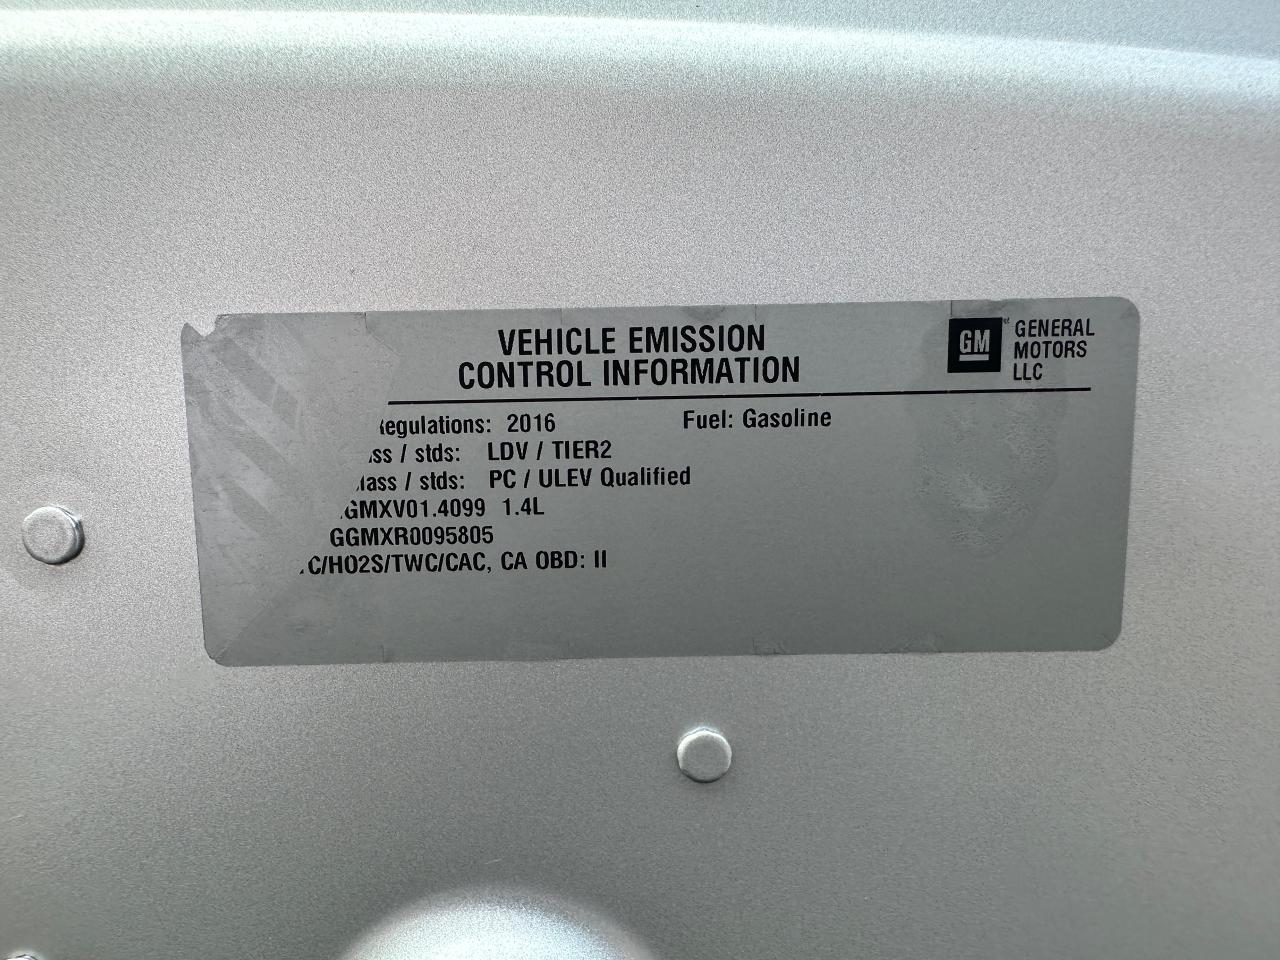 VEHICLE EMISSION
CONTROL INFORMATION
GM
GENERAL
MOTORS
LLC
egulations: 2016 Fuel: Gasoline
ss / stds: LDV / TIER2
lass / stds: PC / ULEV Qualified
GMXV01.4099 1.4L
GGMXR0095805
C/HO2S/TWC/CAC, CA OBD: II